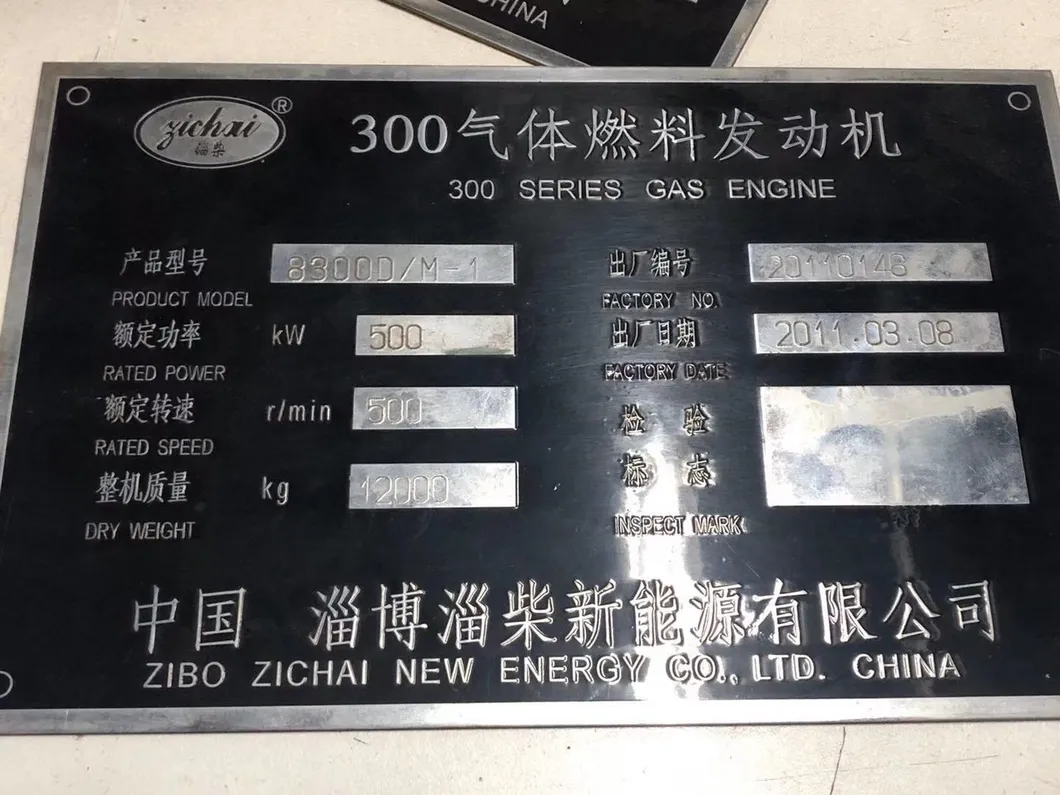 CHINA
zichai ®
淄柴
300气体燃料发动机
300 SERIES GAS ENGINE
产品型号 8300D/M-1
PRODUCT MODEL
额定功率 kW 500
RATED POWER
额定转速 r/min 500
RATED SPEED
整机质量 kg 12000
DRY WEIGHT
出厂编号 20110148
FACTORY NO.
出厂日期 2011.03.08
FACTORY DATE
检验
标志
INSPECT MARK
中国 淄博淄柴新能源有限公司
ZIBO ZICHAI NEW ENERGY CO., LTD. CHINA